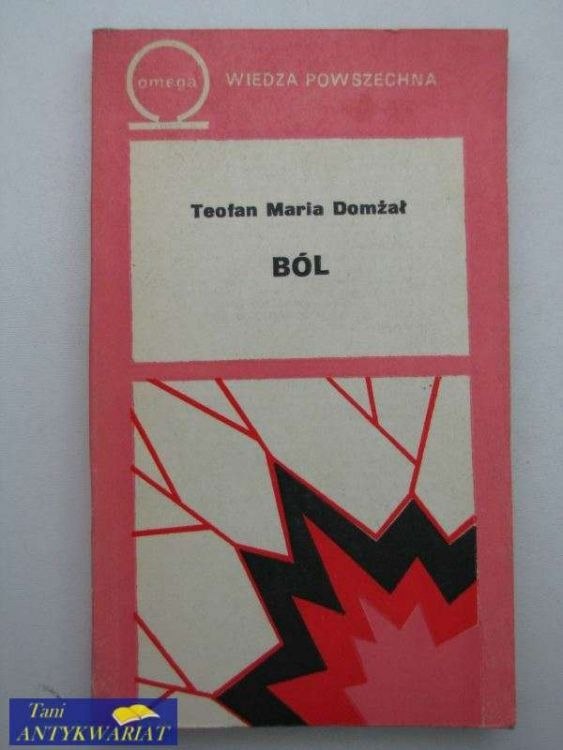 omega
WIEDZA POWSZECHNA
Teofan Maria Domżał
BÓL
Tani
ANTYKWARIAT